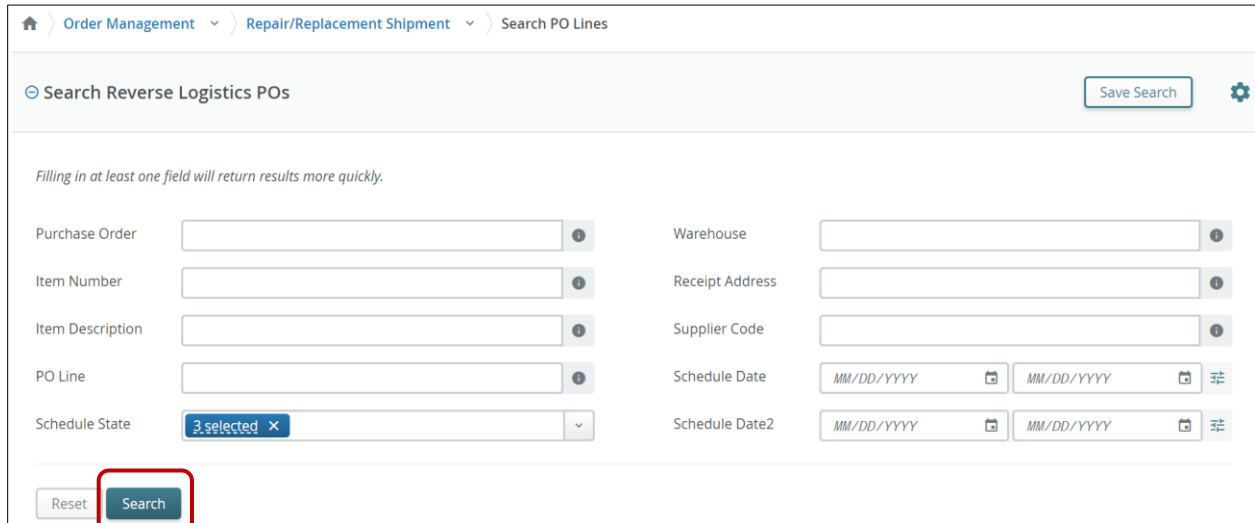 Order Management Repair/Replacement Shipment Search PO Lines
Search Reverse Logistics POs Save Search
Filling in at least one field will return results more quickly.
Purchase Order Warehouse
Item Number Receipt Address
Item Description Supplier Code
PO Line Schedule Date MM/DD/YYYY MM/DD/YYYY
Schedule State 3 selected Schedule Date2 MM/DD/YYYY MM/DD/YYYY
Reset Search